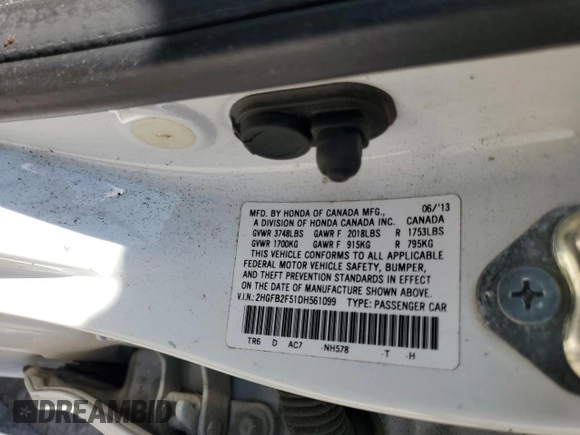 MFD. BY HONDA OF CANADA MFG., 06/'13
A DIVISION OF HONDA CANADA INC. CANADA
GVWR 3748LBS GAWR F 2018LBS R 1753LBS
GVWR 1700KG GAWR F 915KG R 795KG
THIS VEHICLE CONFORMS TO ALL APPLICABLE
FEDERAL MOTOR VEHICLE SAFETY, BUMPER,
AND THEFT PREVENTION STANDARDS IN EFFECT
ON THE DATE OF MANUFACTURE SHOWN ABOVE.
V.I.N.:2HGFB2F51DH561099 TYPE: PASSENGER CAR
TR6 D AC7 -NH578 -T -H
DREAMBID